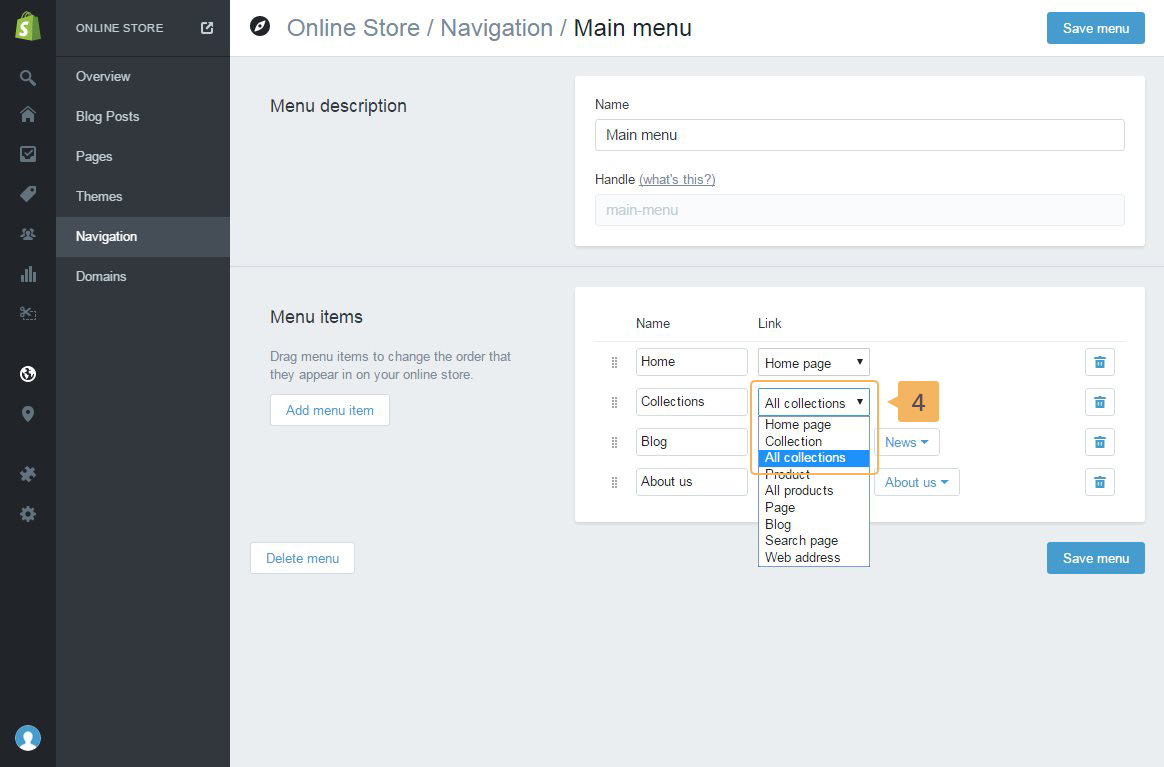 ONLINE STORE
Overview
Blog Posts
Pages
Themes
Navigation
Domains
Online Store / Navigation / Main menu
Save menu
Menu description
Name
Main menu
Handle (what's this?)
main-menu
Menu items
Drag menu items to change the order that
they appear in on your online store.
Add menu item
Name Link
Home Home page
Collections All collections
4
Home page
Collection
All collections
Product
All products
Page
Blog
Search page
Web address
Blog News
About us About us
Delete menu
Save menu